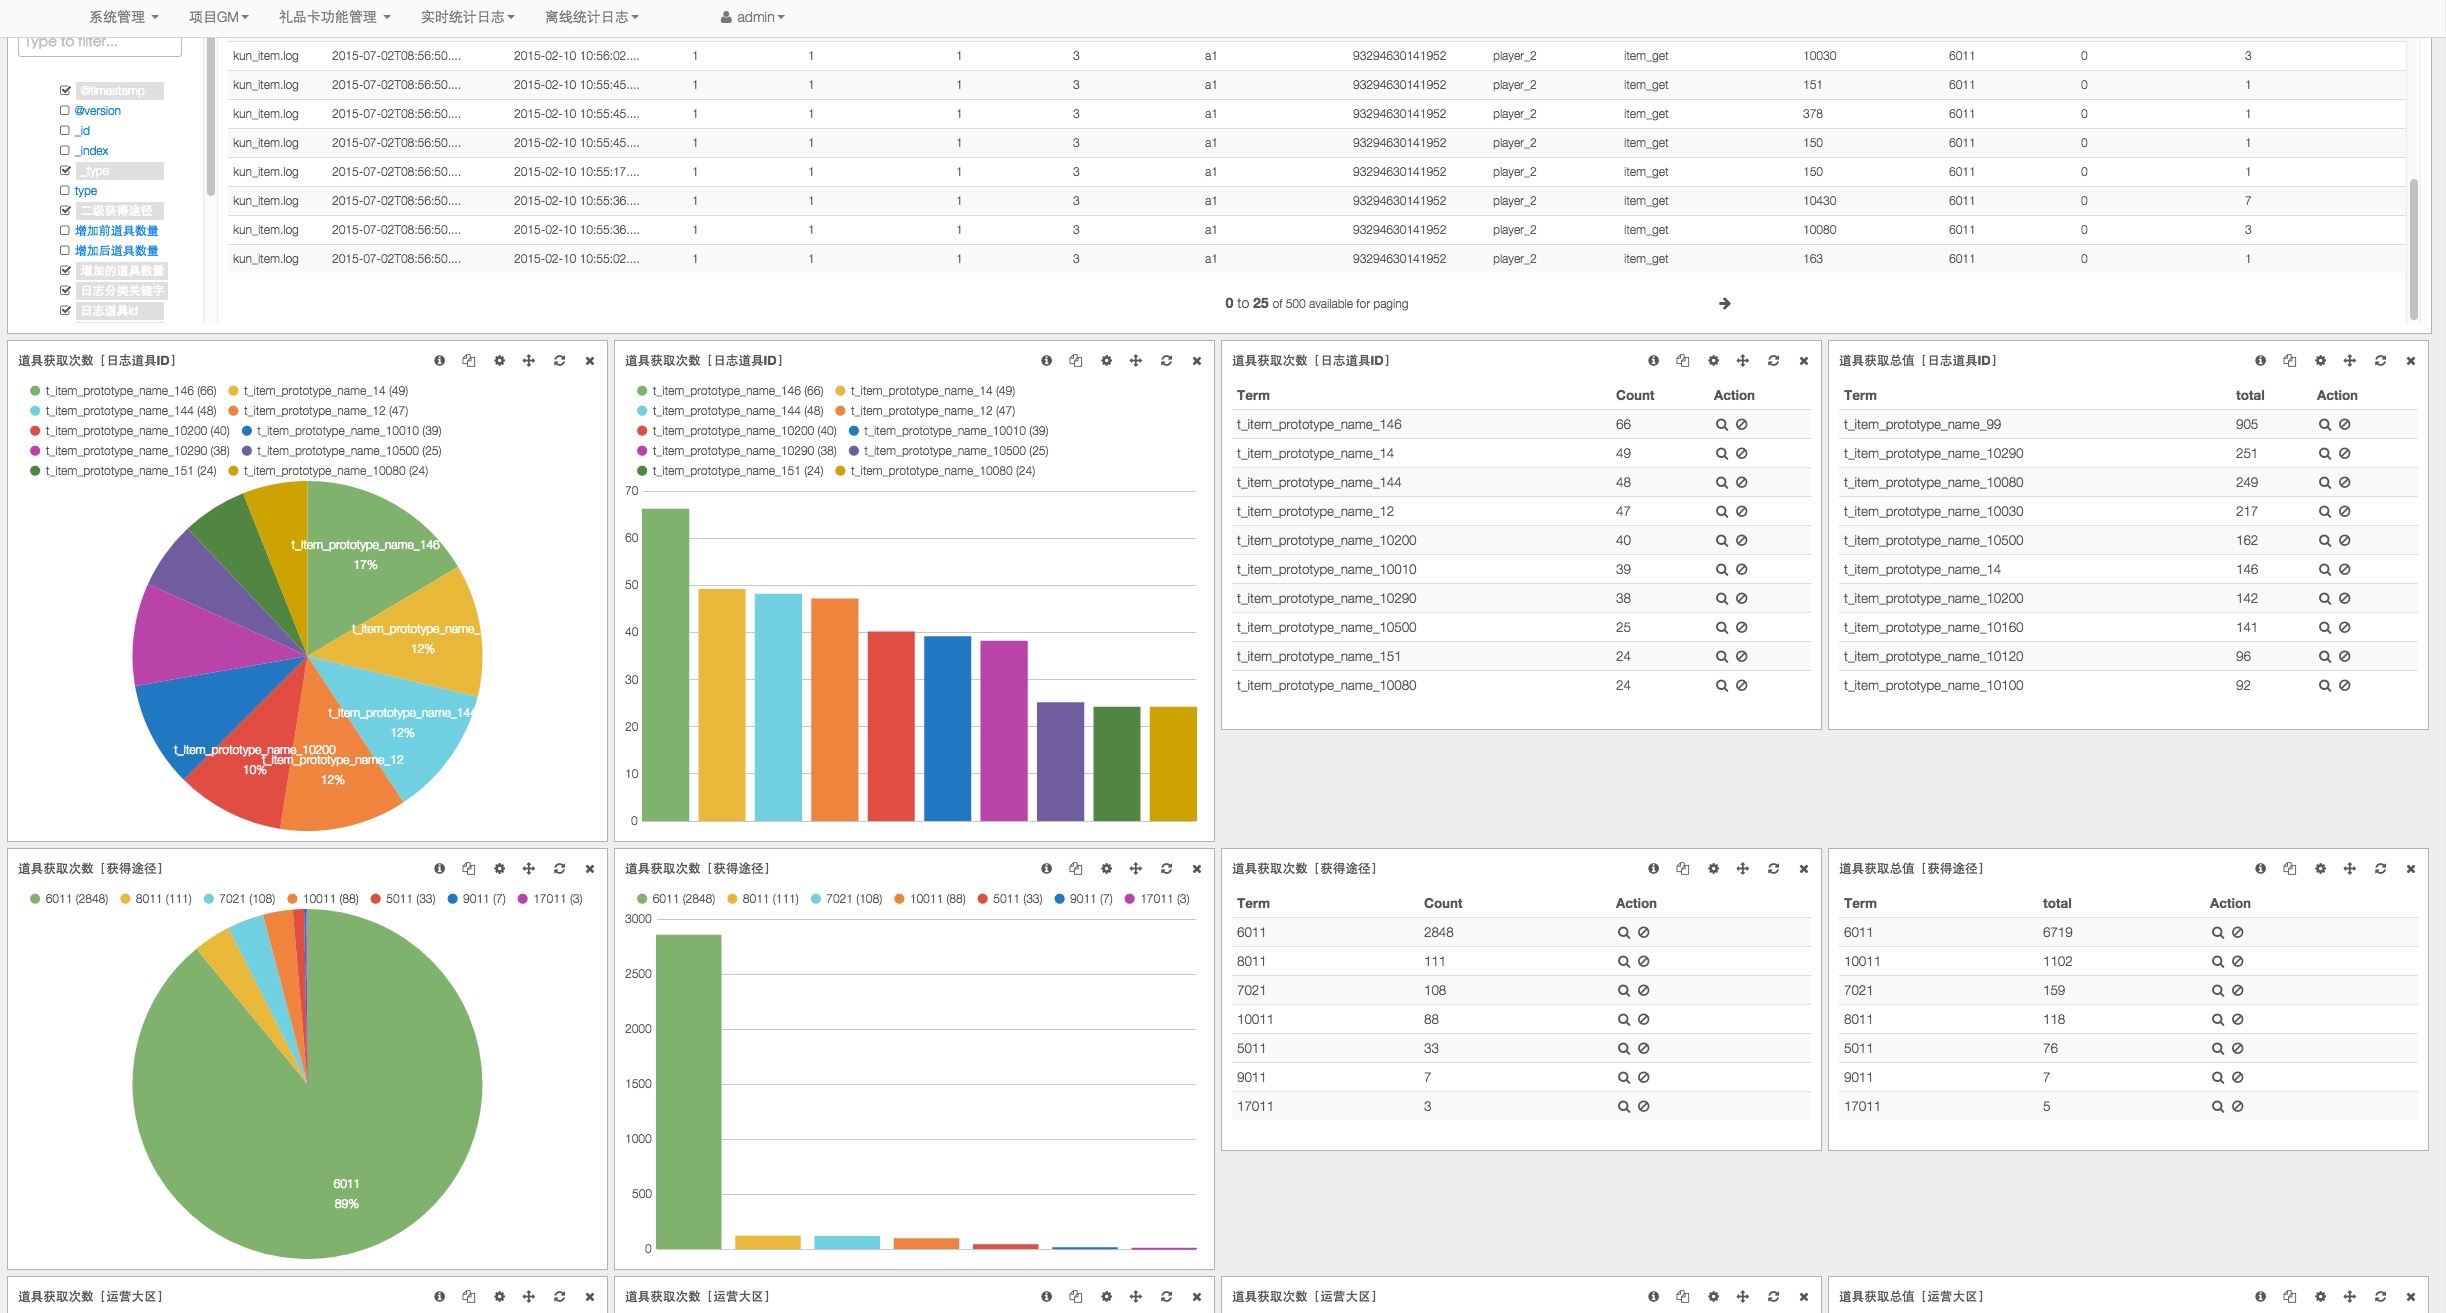 系统管理 项目GM 礼品卡功能管理 实时统计日志 离线统计日志 admin
Type to filter...
@timestamp
@version
_id
_index
_type
type
二级获得途径
增加前道具数量
增加后道具数量
增加的道具数量
日志分类关键字
日志道具id
kun_item.log 2015-07-02T08:56:50.... 2015-02-10 10:56:02.... 1 1 1 3 a1 93294630141952 player_2 item_get 10030 6011 0 3
kun_item.log 2015-07-02T08:56:50.... 2015-02-10 10:55:45.... 1 1 1 3 a1 93294630141952 player_2 item_get 151 6011 0 1
kun_item.log 2015-07-02T08:56:50.... 2015-02-10 10:55:45.... 1 1 1 3 a1 93294630141952 player_2 item_get 378 6011 0 1
kun_item.log 2015-07-02T08:56:50.... 2015-02-10 10:55:45.... 1 1 1 3 a1 93294630141952 player_2 item_get 150 6011 0 1
kun_item.log 2015-07-02T08:56:50.... 2015-02-10 10:55:17.... 1 1 1 3 a1 93294630141952 player_2 item_get 150 6011 0 1
kun_item.log 2015-07-02T08:56:50.... 2015-02-10 10:55:36.... 1 1 1 3 a1 93294630141952 player_2 item_get 10430 6011 0 7
kun_item.log 2015-07-02T08:56:50.... 2015-02-10 10:55:36.... 1 1 1 3 a1 93294630141952 player_2 item_get 10080 6011 0 3
kun_item.log 2015-07-02T08:56:50.... 2015-02-10 10:55:02.... 1 1 1 3 a1 93294630141952 player_2 item_get 163 6011 0 1
0 to 25 of 500 available for paging
道具获取次数 [日志道具ID]
t_item_prototype_name_146 (66) t_item_prototype_name_14 (49)
t_item_prototype_name_144 (48) t_item_prototype_name_12 (47)
t_item_prototype_name_10200 (40) t_item_prototype_name_10010 (39)
t_item_prototype_name_10290 (38) t_item_prototype_name_10500 (25)
t_item_prototype_name_151 (24) t_item_prototype_name_10080 (24)
t_item_prototype_name_146
17%
t_item_prototype_name_
12%
t_item_prototype_name_144
12%
t_item_prototype_name_10200
10%
t_item_prototype_name_12
12%
道具获取次数 [日志道具ID]
t_item_prototype_name_146 (66) t_item_prototype_name_14 (49)
t_item_prototype_name_144 (48) t_item_prototype_name_12 (47)
t_item_prototype_name_10200 (40) t_item_prototype_name_10010 (39)
t_item_prototype_name_10290 (38) t_item_prototype_name_10500 (25)
t_item_prototype_name_151 (24) t_item_prototype_name_10080 (24)
70
60
50
40
30
20
10
0
道具获取次数 [日志道具ID]
Term Count Action
t_item_prototype_name_146 66
t_item_prototype_name_14 49
t_item_prototype_name_144 48
t_item_prototype_name_12 47
t_item_prototype_name_10200 40
t_item_prototype_name_10010 39
t_item_prototype_name_10290 38
t_item_prototype_name_10500 25
t_item_prototype_name_151 24
t_item_prototype_name_10080 24
道具获取总值 [日志道具ID]
Term total Action
t_item_prototype_name_99 905
t_item_prototype_name_10290 251
t_item_prototype_name_10080 249
t_item_prototype_name_10030 217
t_item_prototype_name_10500 162
t_item_prototype_name_14 146
t_item_prototype_name_10200 142
t_item_prototype_name_10160 141
t_item_prototype_name_10120 96
t_item_prototype_name_10100 92
道具获取次数 [获得途径]
6011 (2848) 8011 (111) 7021 (108) 10011 (88) 5011 (33) 9011 (7) 17011 (3)
6011
89%
道具获取次数 [获得途径]
6011 (2848) 8011 (111) 7021 (108) 10011 (88) 5011 (33) 9011 (7) 17011 (3)
3000
2500
2000
1500
1000
500
0
道具获取次数 [获得途径]
Term Count Action
6011 2848
8011 111
7021 108
10011 88
5011 33
9011 7
17011 3
道具获取总值 [获得途径]
Term total Action
6011 6719
10011 1102
7021 159
8011 118
5011 76
9011 7
17011 5
道具获取次数 [运营大区]
道具获取次数 [运营大区]
道具获取次数 [运营大区]
道具获取总值 [运营大区]